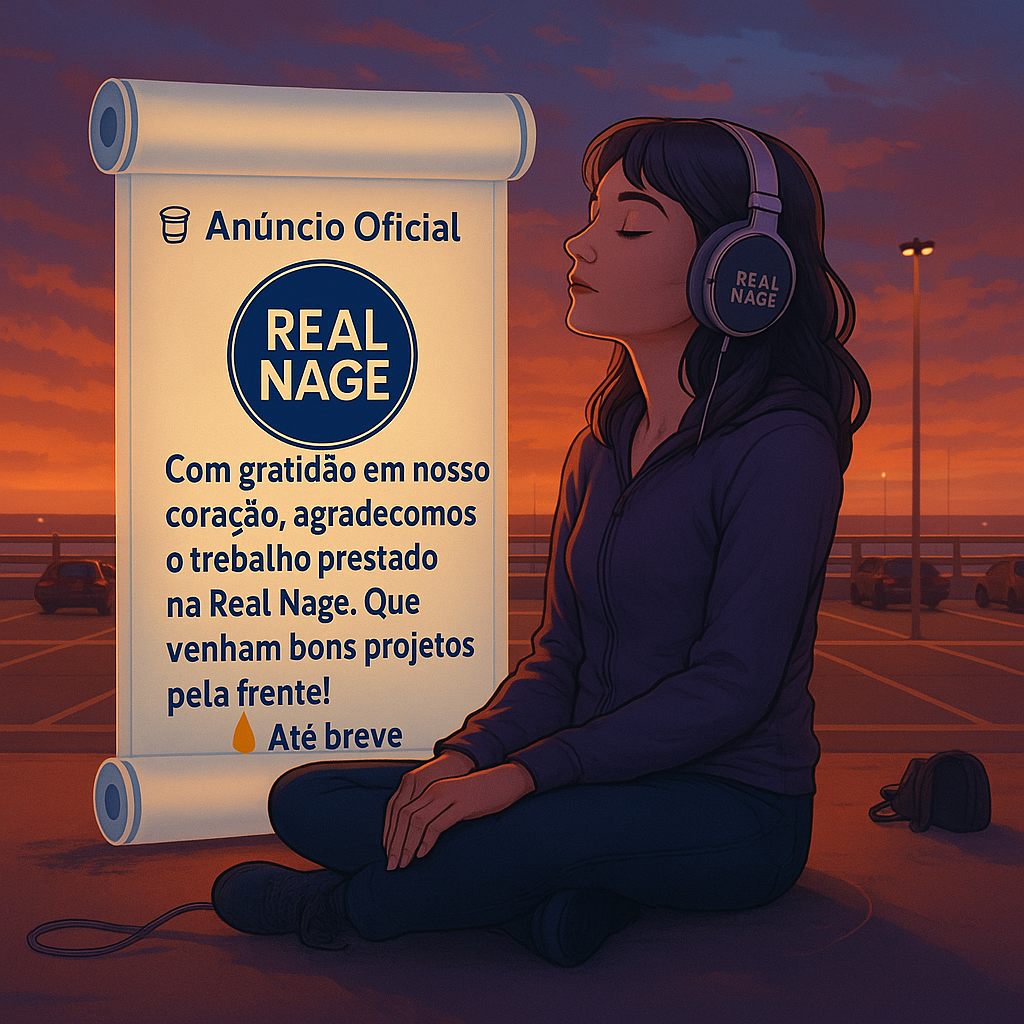 Anúncio Oficial
REAL
NAGE
Com gratidão em nosso
coração, agradecomos
o trebalho prestado
na Real Nage. Que
venham bons projetos
pela frente!
Até breve
REAL
NAGE